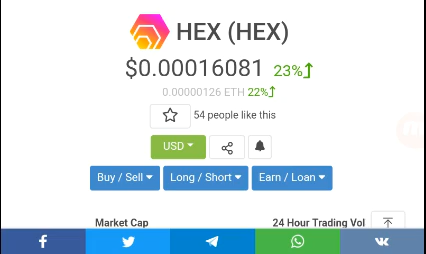 HEX (HEX)
$0.00016081 23%
0.00000126 ETH 22%
54 people like this
USD
Buy / Sell Long / Short Earn / Loan
Market Cap 24 Hour Trading Vol